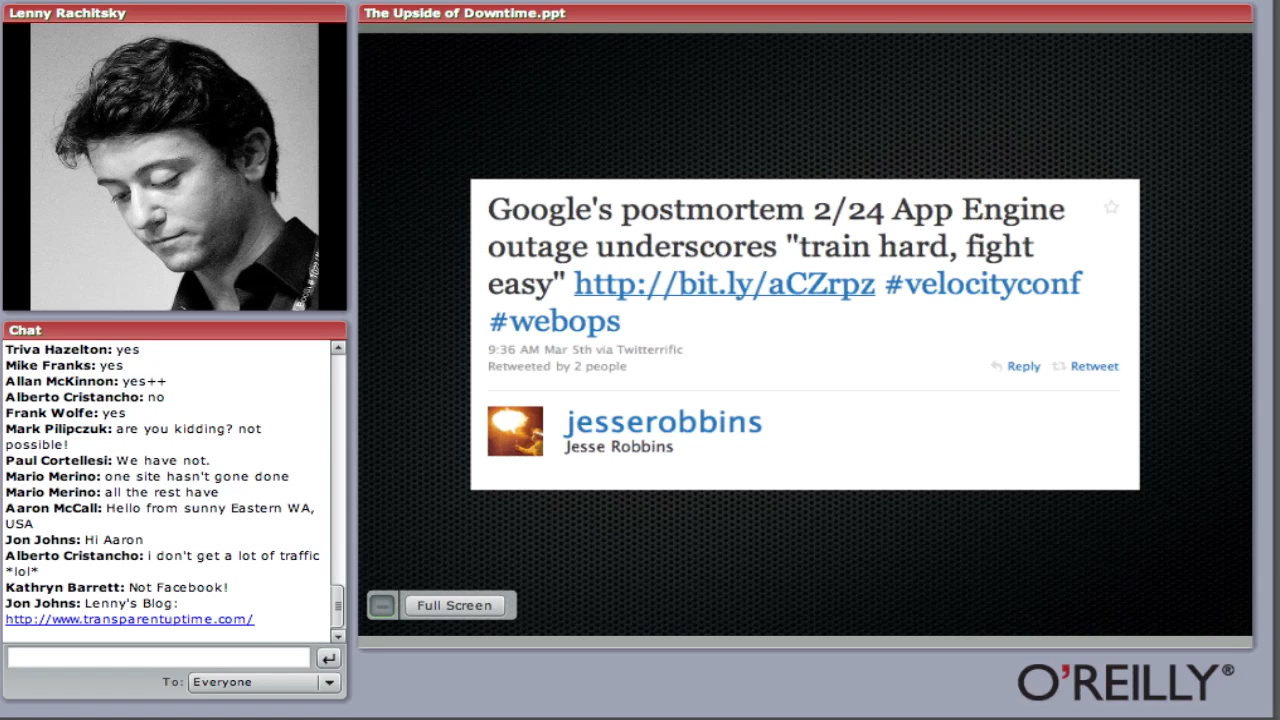 Lenny Rachitsky
The Upside of Downtime.ppt
Google's postmortem 2/24 App Engine
outage underscores "train hard, fight
easy" http://bit.ly/aCZrpz #velocityconf
#webops
9:36 AM Mar 5th via Twitterrific
Retweeted by 2 people
Reply Retweet
jesserobbins
Jesse Robbins
Full Screen
Chat
Triva Hazelton: yes
Mike Franks: yes
Allan McKinnon: yes++
Alberto Cristancho: no
Frank Wolfe: yes
Mark Pilipczuk: are you kidding? not
possible!
Paul Cortellesi: We have not.
Mario Merino: one site hasn't gone done
Mario Merino: all the rest have
Aaron McCall: Hello from sunny Eastern WA,
USA
Jon Johns: Hi Aaron
Alberto Cristancho: i don't get a lot of traffic
*lol*
Kathryn Barrett: Not Facebook!
Jon Johns: Lenny's Blog:
http://www.transparentuptime.com/
To: Everyone
O'REILLY®